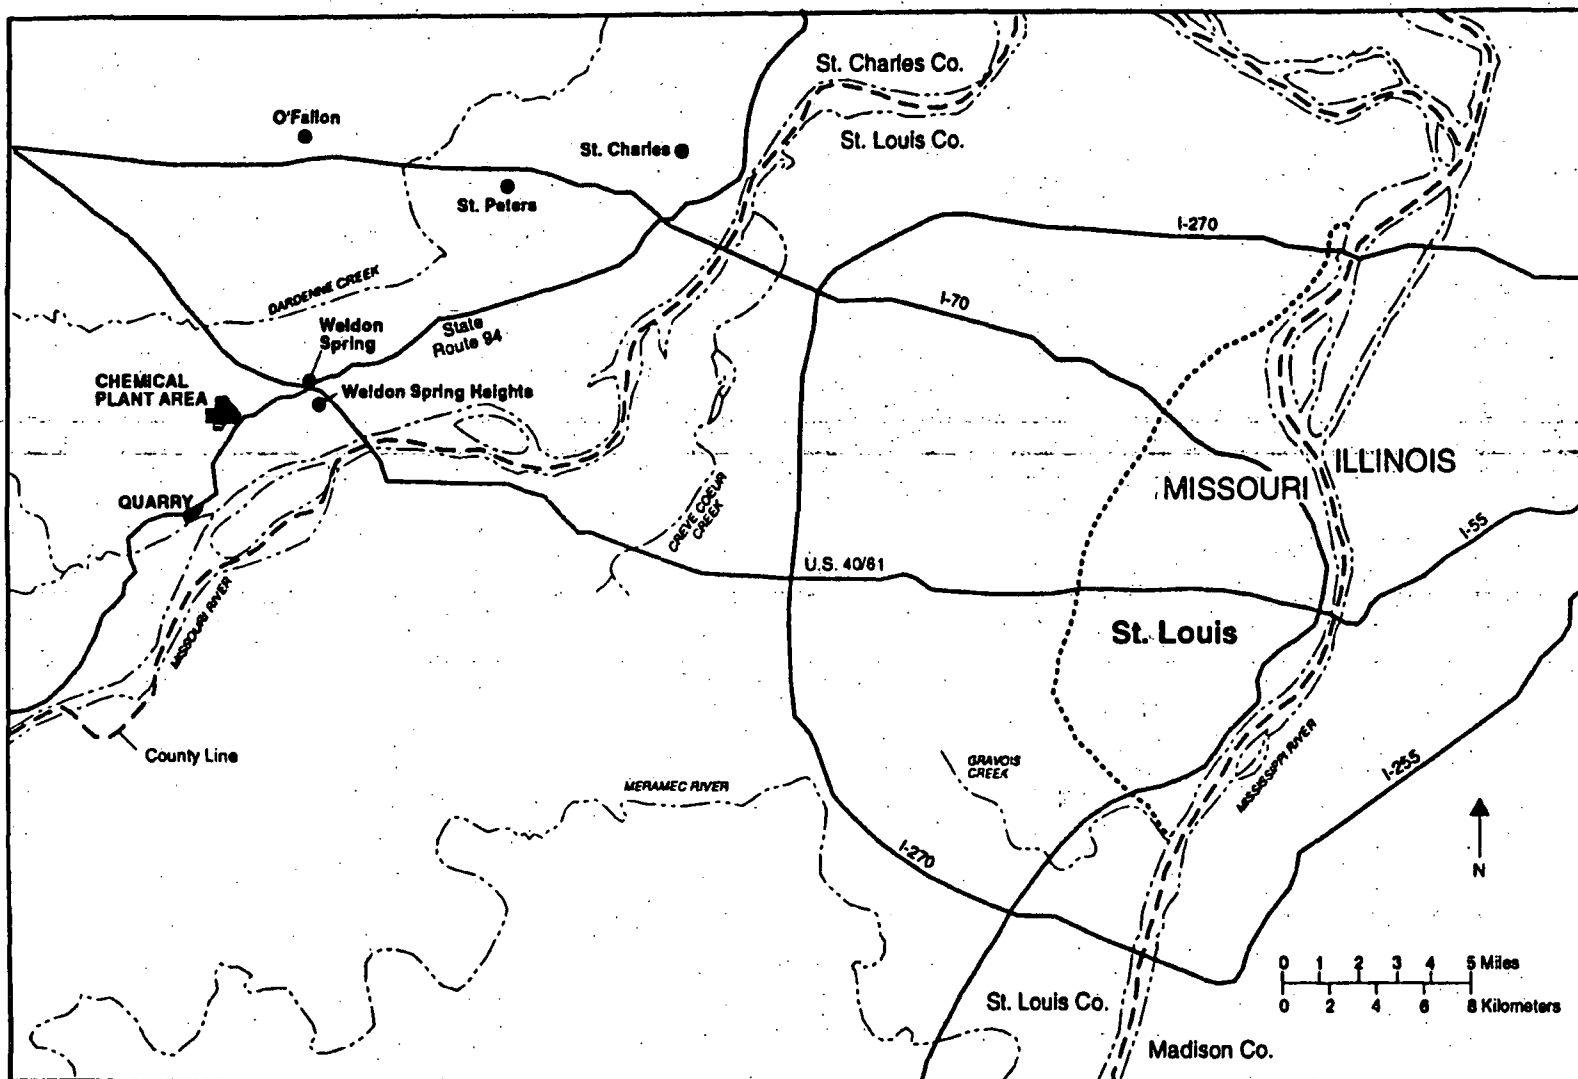 St. Charles Co.
O'Fallon
St. Charles
St. Louis Co.
St. Peters
I-270
DARDENNE CREEK
I-70
Weldon
Spring
State
Route 94
CHEMICAL
PLANT AREA
Weldon Spring Heights
ILLINOIS
MISSOURI
QUARRY
CREVE COEUR
CREEK
I-55
U.S. 40/61
MISSOURI RIVER
St. Louis
County Line
GRAVOIS
CREEK
MISSISSIPPI RIVER
I-255
MERAMEC RIVER
I-270
N
0 1 2 3 4 5 Miles
0 2 4 6 8 Kilometers
St. Louis Co.
Madison Co.